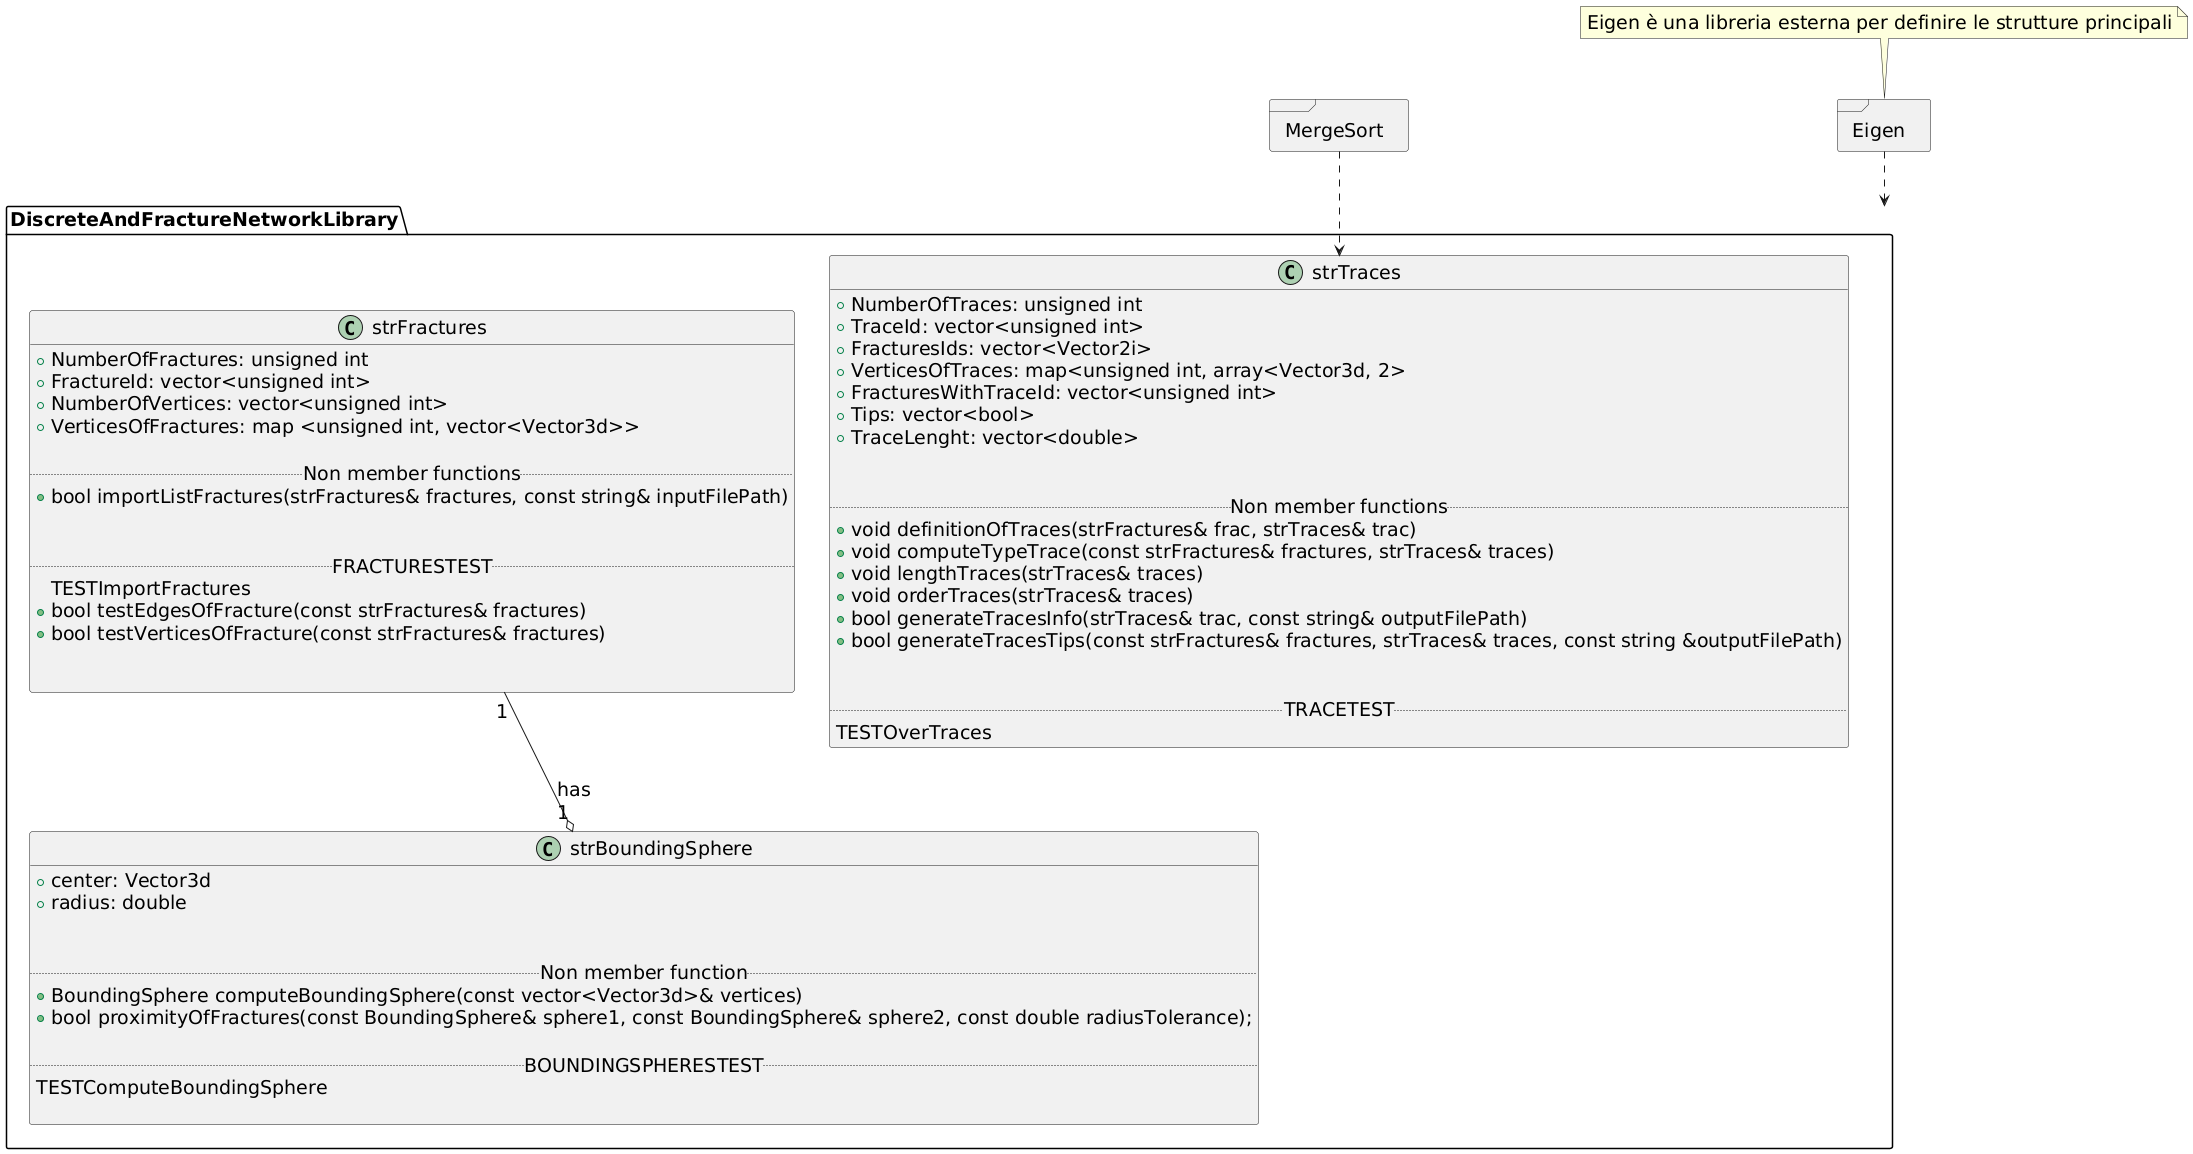 Eigen è una libreria esterna per definire le strutture principali
MergeSort
Eigen
DiscreteAndFractureNetworkLibrary
C strTraces
NumberOfTraces: unsigned int
TraceId: vector<unsigned int>
FracturesIds: vector<Vector2i>
VerticesOfTraces: map<unsigned int, array<Vector3d, 2>
FracturesWithTraceId: vector<unsigned int>
Tips: vector<bool>
TraceLenght: vector<double>
Non member functions
void definitionOfTraces(strFractures& frac, strTraces& trac)
void computeTypeTrace(const strFractures& fractures, strTraces& traces)
void lengthTraces(strTraces& traces)
void orderTraces(strTraces& traces)
bool generateTracesInfo(strTraces& trac, const string& outputFilePath)
bool generateTracesTips(const strFractures& fractures, strTraces& traces, const string &outputFilePath)
TRACETEST
TESTOverTraces
C strFractures
NumberOfFractures: unsigned int
FractureId: vector<unsigned int>
NumberOfVertices: vector<unsigned int>
VerticesOfFractures: map <unsigned int, vector<Vector3d>>
Non member functions
bool importListFractures(strFractures& fractures, const string& inputFilePath)
FRACTURESTEST
TESTImportFractures
bool testEdgesOfFracture(const strFractures& fractures)
bool testVerticesOfFracture(const strFractures& fractures)
1
has
1
C strBoundingSphere
center: Vector3d
radius: double
Non member function
BoundingSphere computeBoundingSphere(const vector<Vector3d>& vertices)
bool proximityOfFractures(const BoundingSphere& sphere1, const BoundingSphere& sphere2, const double radiusTolerance);
BOUNDINGSPHERESTEST
TESTComputeBoundingSphere